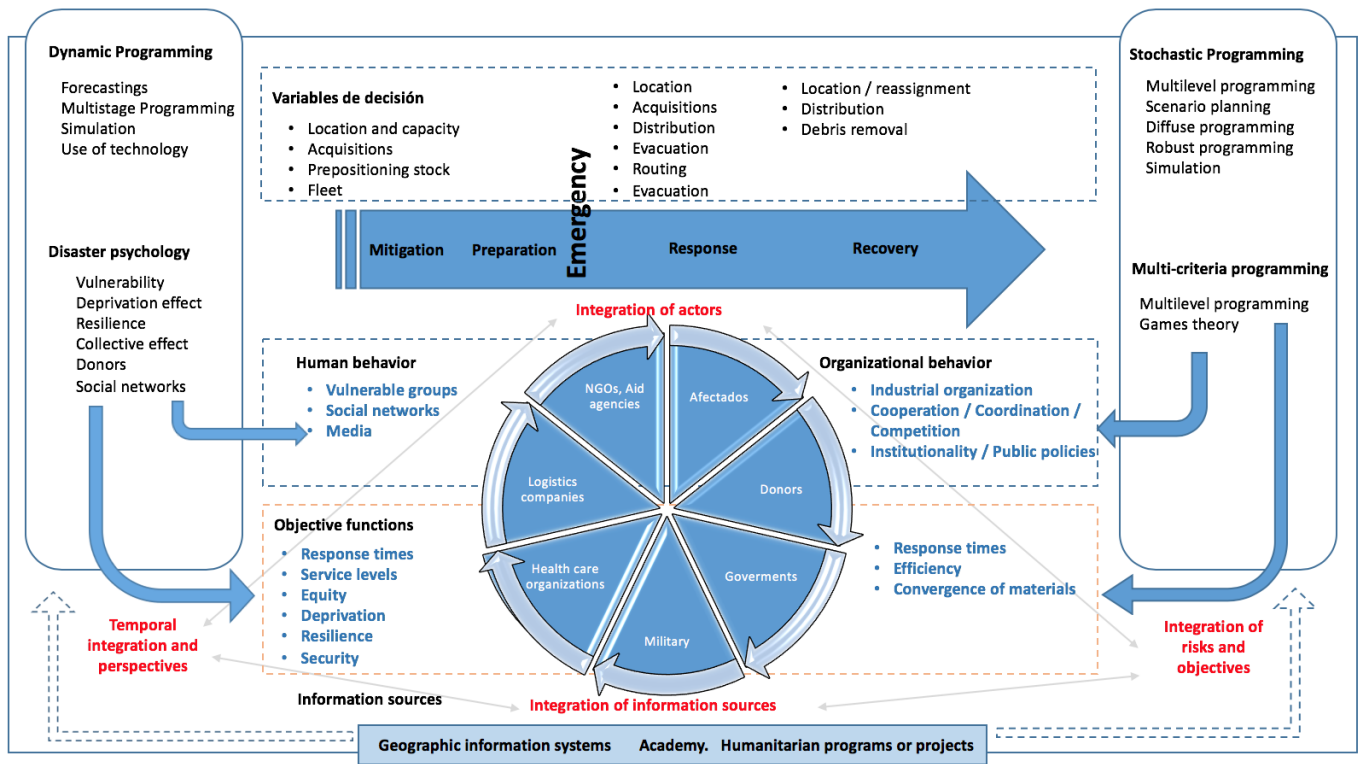 Dynamic Programming
Forecastings
Multistage Programming
Simulation
Use of technology
Disaster psychology
Vulnerability
Deprivation effect
Resilience
Collective effect
Donors
Social networks
Variables de decisión
• Location and capacity
• Acquisitions
• Prepositioning stock
• Fleet
• Location
• Acquisitions
• Distribution
• Evacuation
• Routing
• Evacuation
• Location / reassignment
• Distribution
• Debris removal
Mitigation
Preparation
Emergency
Response
Recovery
Stochastic Programming
Multilevel programming
Scenario planning
Diffuse programming
Robust programming
Simulation
Multi-criteria programming
Multilevel programming
Games theory
Integration of actors
Human behavior
• Vulnerable groups
• Social networks
• Media
NGOs, Aid
agencies
Afectados
Donors
Goverments
Military
Health care
organizations
Logistics
companies
Organizational behavior
• Industrial organization
• Cooperation / Coordination /
Competition
• Institutionality / Public policies
Objective functions
• Response times
• Service levels
• Equity
• Deprivation
• Resilience
• Security
• Response times
• Efficiency
• Convergence of materials
Temporal
integration and
perspectives
Integration of
risks and
objectives
Information sources
Integration of information sources
Geographic information systems Academy. Humanitarian programs or projects